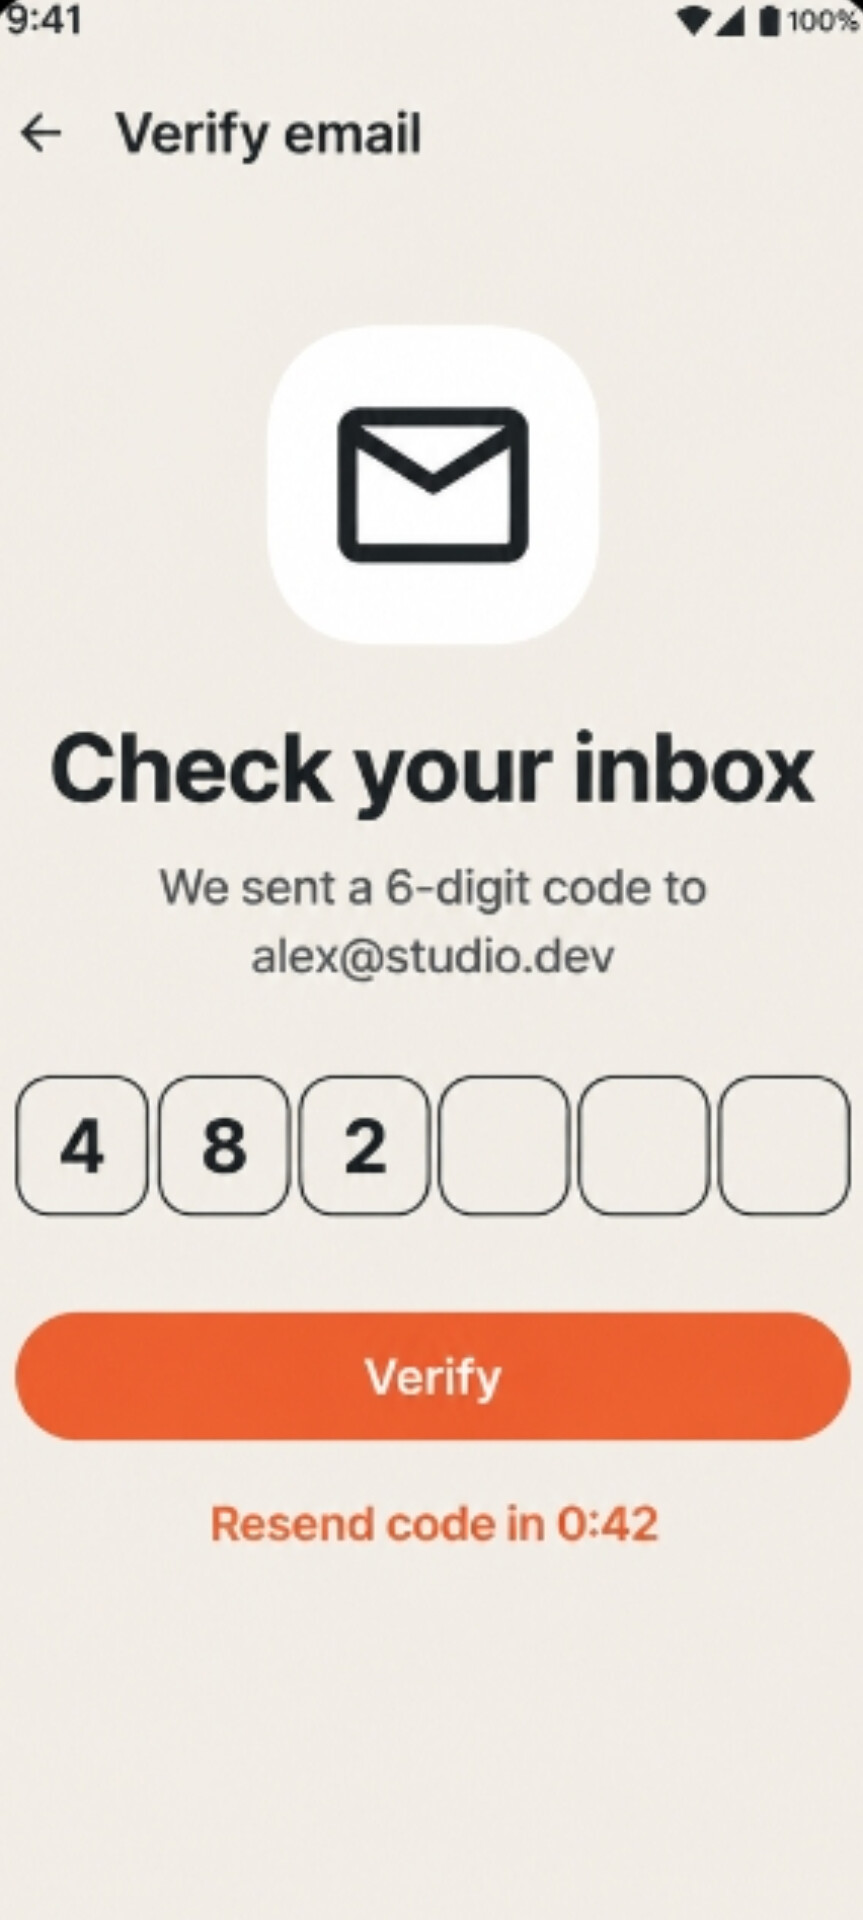 9:41
100%
Verify email
Check your inbox
We sent a 6-digit code to
alex@studio.dev
4 8 2
Verify
Resend code in 0:42